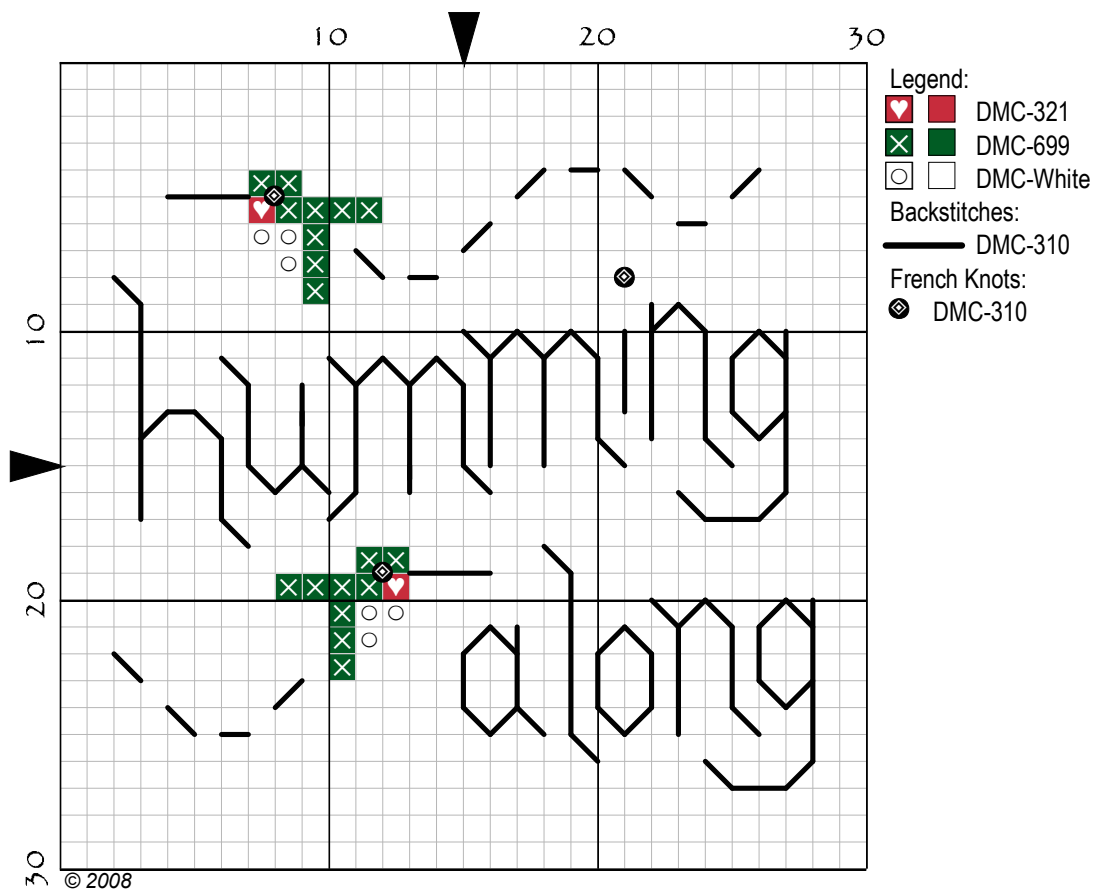 10 20 30
Legend:
DMC-321
DMC-699
DMC-White
Backstitches:
DMC-310
French Knots:
DMC-310
10
humming
20
along
30
© 2008